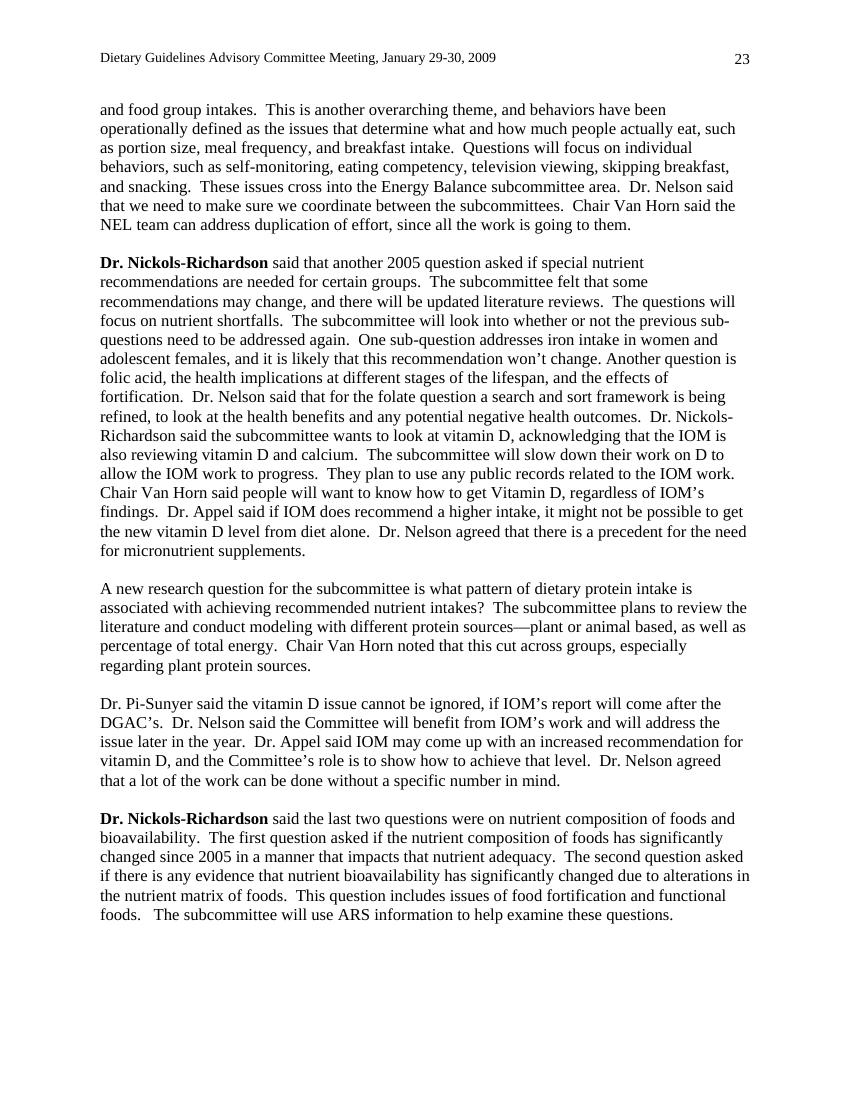 Dietary Guidelines Advisory Committee Meeting, January 29-30, 2009 23
and food group intakes.  This is another overarching theme, and behaviors have been
operationally defined as the issues that determine what and how much people actually eat, such
as portion size, meal frequency, and breakfast intake.  Questions will focus on individual
behaviors, such as self-monitoring, eating competency, television viewing, skipping breakfast,
and snacking.  These issues cross into the Energy Balance subcommittee area.  Dr. Nelson said
that we need to make sure we coordinate between the subcommittees.  Chair Van Horn said the
NEL team can address duplication of effort, since all the work is going to them.

Dr. Nickols-Richardson said that another 2005 question asked if special nutrient
recommendations are needed for certain groups.  The subcommittee felt that some
recommendations may change, and there will be updated literature reviews.  The questions will
focus on nutrient shortfalls.  The subcommittee will look into whether or not the previous sub-
questions need to be addressed again.  One sub-question addresses iron intake in women and
adolescent females, and it is likely that this recommendation won't change. Another question is
folic acid, the health implications at different stages of the lifespan, and the effects of
fortification.  Dr. Nelson said that for the folate question a search and sort framework is being
refined, to look at the health benefits and any potential negative health outcomes.  Dr. Nickols-
Richardson said the subcommittee wants to look at vitamin D, acknowledging that the IOM is
also reviewing vitamin D and calcium.  The subcommittee will slow down their work on D to
allow the IOM work to progress.  They plan to use any public records related to the IOM work.
Chair Van Horn said people will want to know how to get Vitamin D, regardless of IOM's
findings.  Dr. Appel said if IOM does recommend a higher intake, it might not be possible to get
the new vitamin D level from diet alone.  Dr. Nelson agreed that there is a precedent for the need
for micronutrient supplements.

A new research question for the subcommittee is what pattern of dietary protein intake is
associated with achieving recommended nutrient intakes?  The subcommittee plans to review the
literature and conduct modeling with different protein sources—plant or animal based, as well as
percentage of total energy.  Chair Van Horn noted that this cut across groups, especially
regarding plant protein sources.

Dr. Pi-Sunyer said the vitamin D issue cannot be ignored, if IOM's report will come after the
DGAC's.  Dr. Nelson said the Committee will benefit from IOM's work and will address the
issue later in the year.  Dr. Appel said IOM may come up with an increased recommendation for
vitamin D, and the Committee's role is to show how to achieve that level.  Dr. Nelson agreed
that a lot of the work can be done without a specific number in mind.

Dr. Nickols-Richardson said the last two questions were on nutrient composition of foods and
bioavailability.  The first question asked if the nutrient composition of foods has significantly
changed since 2005 in a manner that impacts that nutrient adequacy.  The second question asked
if there is any evidence that nutrient bioavailability has significantly changed due to alterations in
the nutrient matrix of foods.  This question includes issues of food fortification and functional
foods.   The subcommittee will use ARS information to help examine these questions.